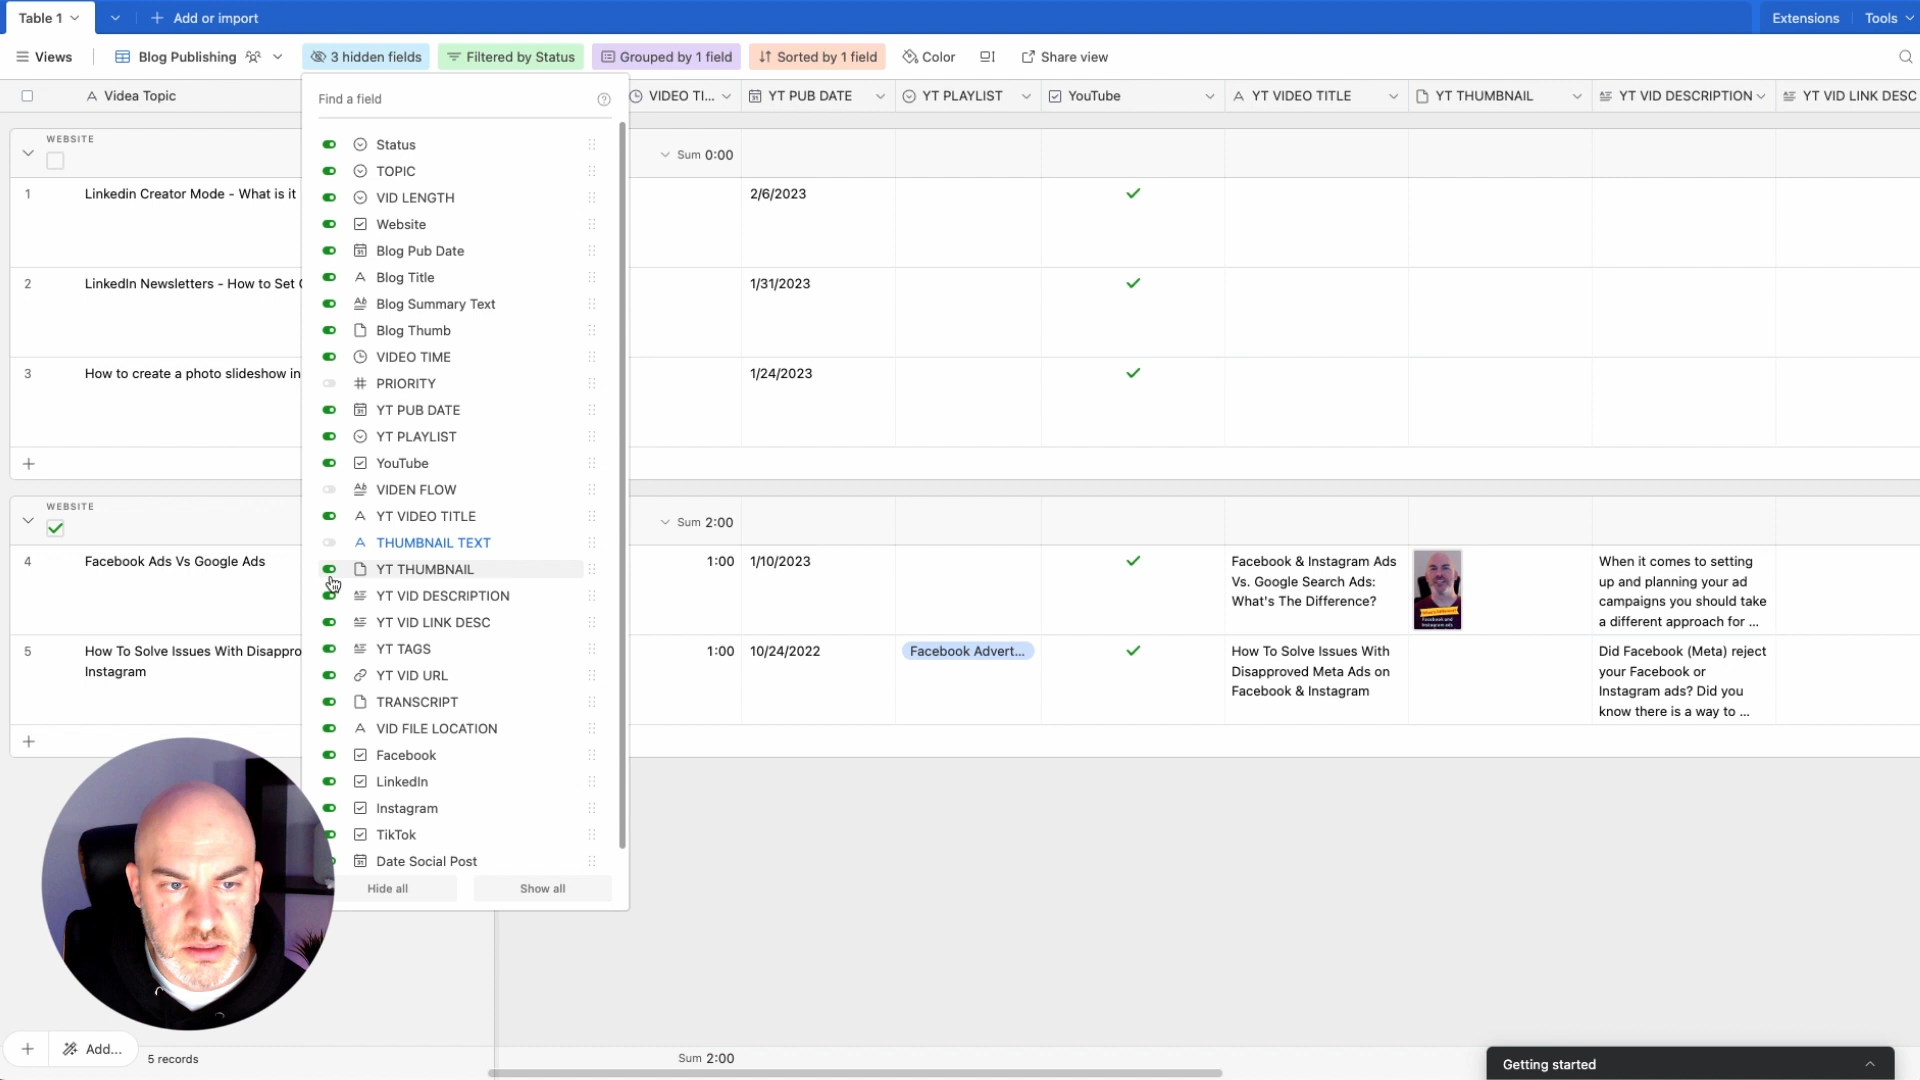 Table 1
Add or import
Extensions
Tools
Views
Blog Publishing
3 hidden fields
Filtered by Status
Grouped by 1 field
Sorted by 1 field
Color
Share view
Videa Topic
Find a field
VIDEO TI...
YT PUB DATE
YT PLAYLIST
YouTube
YT VIDEO TITLE
YT THUMBNAIL
YT VID DESCRIPTION
YT VID LINK DESC
WEBSITE
Sum 0:00
1
Linkedin Creator Mode - What is it
2/6/2023
2
LinkedIn Newsletters - How to Set
1/31/2023
3
How to create a photo slideshow in
1/24/2023
WEBSITE
Sum 2:00
4
Facebook Ads Vs Google Ads
1:00
1/10/2023
Facebook & Instagram Ads
Vs. Google Search Ads:
What's The Difference?
When it comes to setting
up and planning your ad
campaigns you should take
a different approach for ...
5
How To Solve Issues With Disappro
Instagram
1:00
10/24/2022
Facebook Advert...
How To Solve Issues With
Disapproved Meta Ads on
Facebook & Instagram
Did Facebook (Meta) reject
your Facebook or
Instagram ads? Did you
know there is a way to ...
Status
TOPIC
VID LENGTH
Website
Blog Pub Date
Blog Title
Blog Summary Text
Blog Thumb
VIDEO TIME
PRIORITY
YT PUB DATE
YT PLAYLIST
YouTube
VIDEN FLOW
YT VIDEO TITLE
THUMBNAIL TEXT
YT THUMBNAIL
YT VID DESCRIPTION
YT VID LINK DESC
YT TAGS
YT VID URL
TRANSCRIPT
VID FILE LOCATION
Facebook
LinkedIn
Instagram
TikTok
Date Social Post
Hide all
Show all
Add...
5 records
Sum 2:00
Getting started